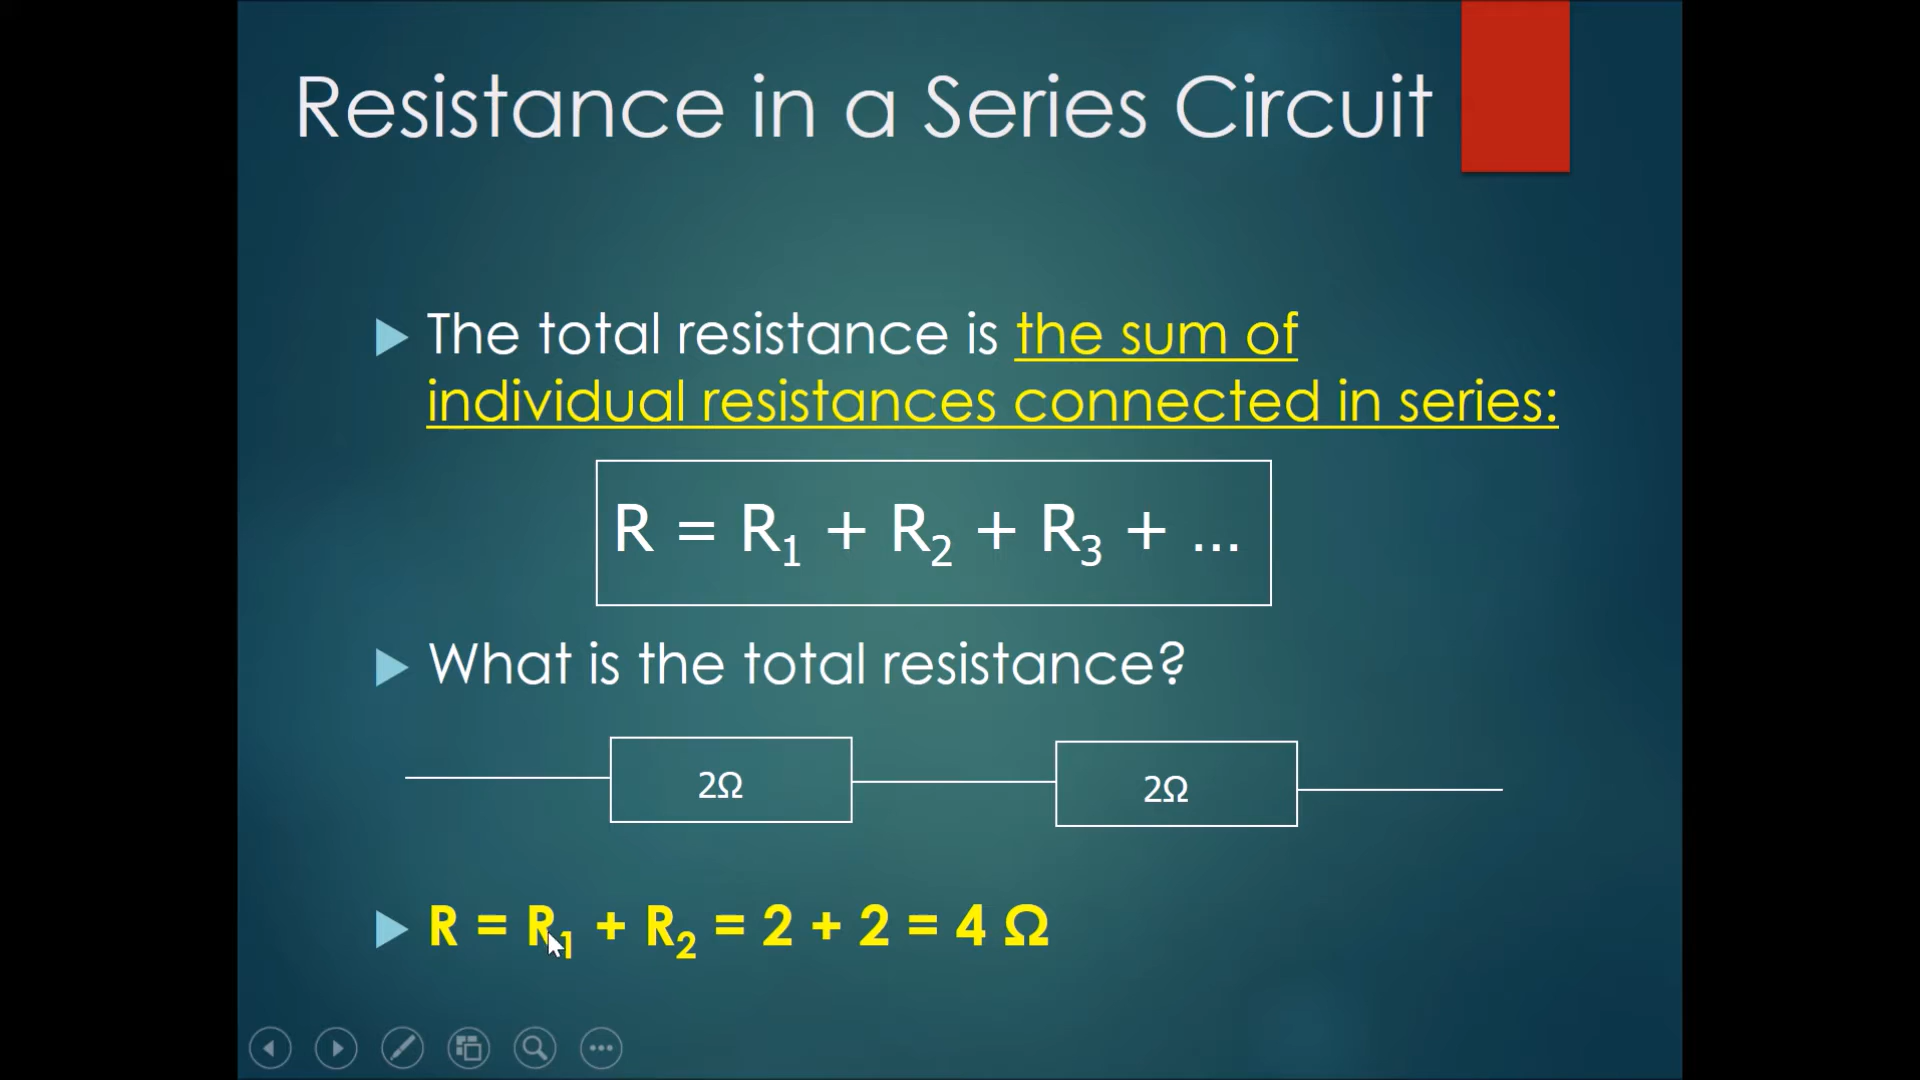 Resistance in a Series Circuit
The total resistance is the sum of
individual resistances connected in series:
R = R₁ + R₂ + R₃ + ...
What is the total resistance?
2Ω 2Ω
R = R₁ + R₂ = 2 + 2 = 4 Ω